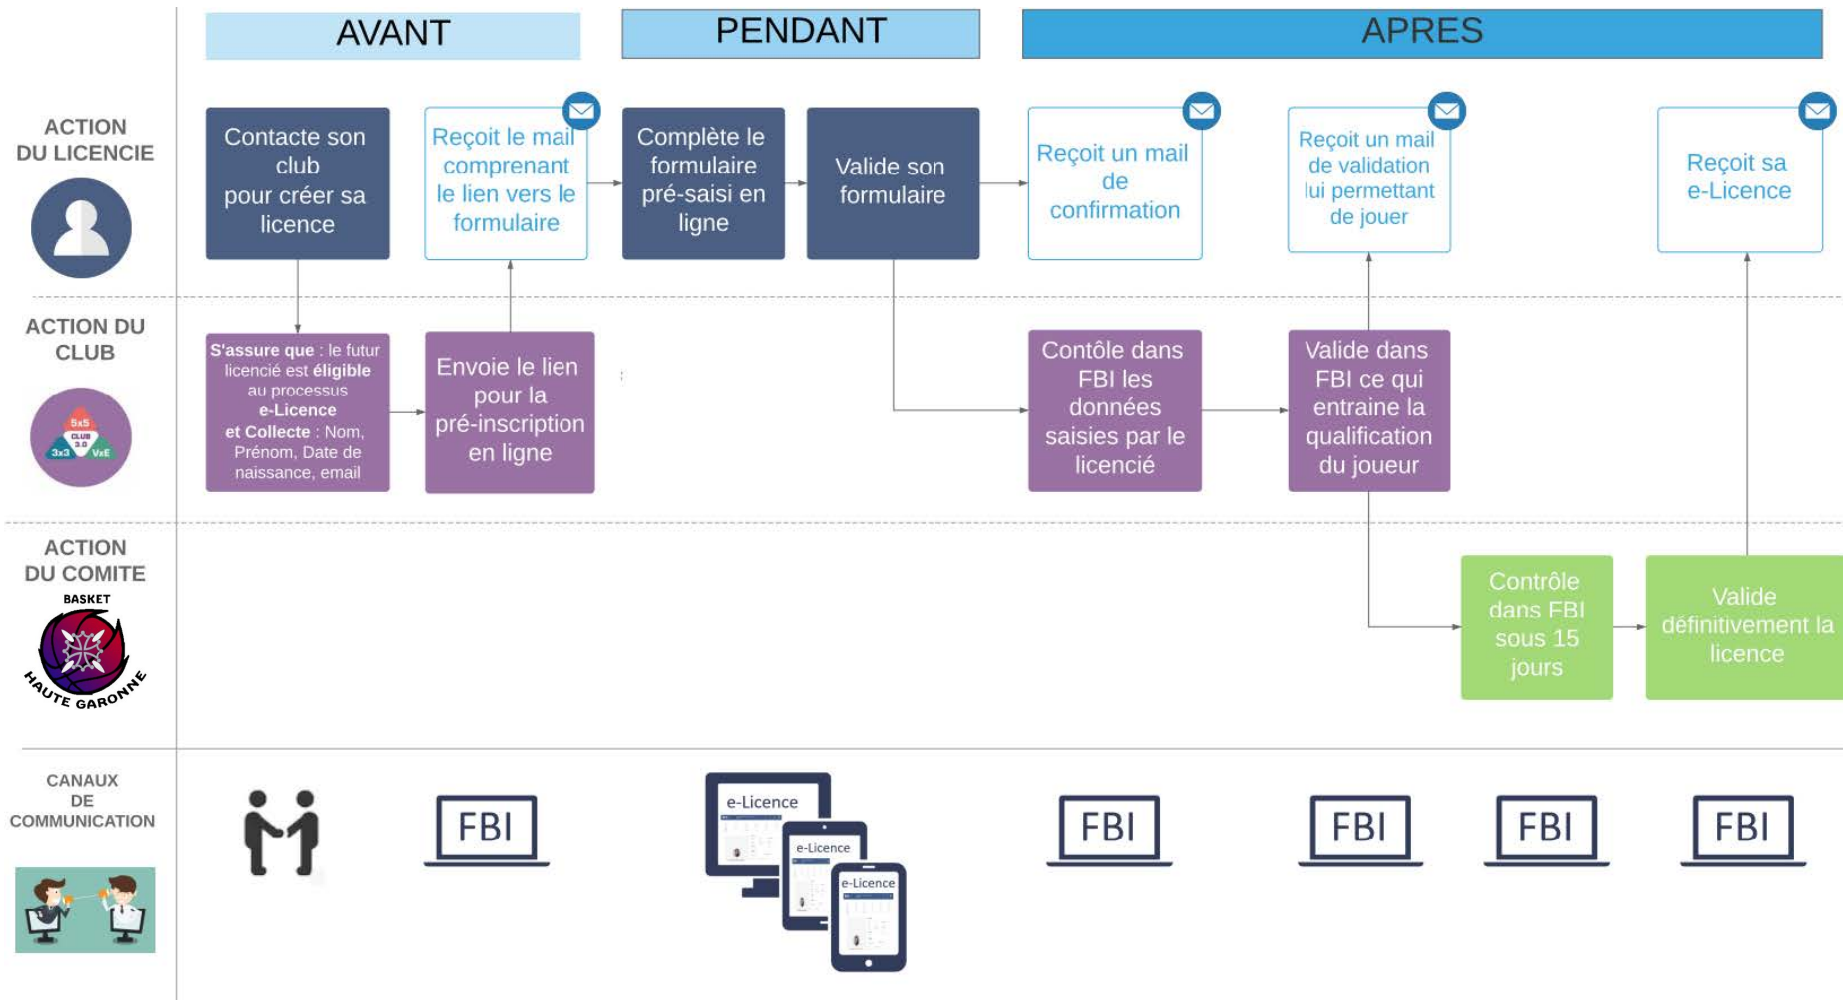 AVANT
PENDANT
APRES
ACTION
DU LICENCIE
Contacte son
club
pour créer sa
licence
Reçoit le mail
comprenant
le lien vers le
formulaire
Complète le
formulaire
pré-saisi en
ligne
Valide son
formulaire
Reçoit un mail
de
confirmation
Reçoit un mail
de validation
lui permettant
de jouer
Reçoit sa
e-Licence
ACTION DU
CLUB
5x5
CLUB
3.0
3x3
VxE
S'assure que : le futur
licencié est éligible
au processus
e-Licence
et Collecte : Nom,
Prénom, Date de
naissance, email
Envoie le lien
pour la
pré-inscription
en ligne
:
Contôle dans
FBI les
données
saisies par le
licencié
Valide dans
FBI ce qui
entraine la
qualification
du joueur
ACTION
DU COMITE
BASKET
HAUTE GARONNE
Contrôle
dans FBI
sous 15
jours
Valide
définitivement la
licence
CANAUX
DE
COMMUNICATION
FBI
e-Licence
e-Licence
e-Licence
FBI
FBI
FBI
FBI